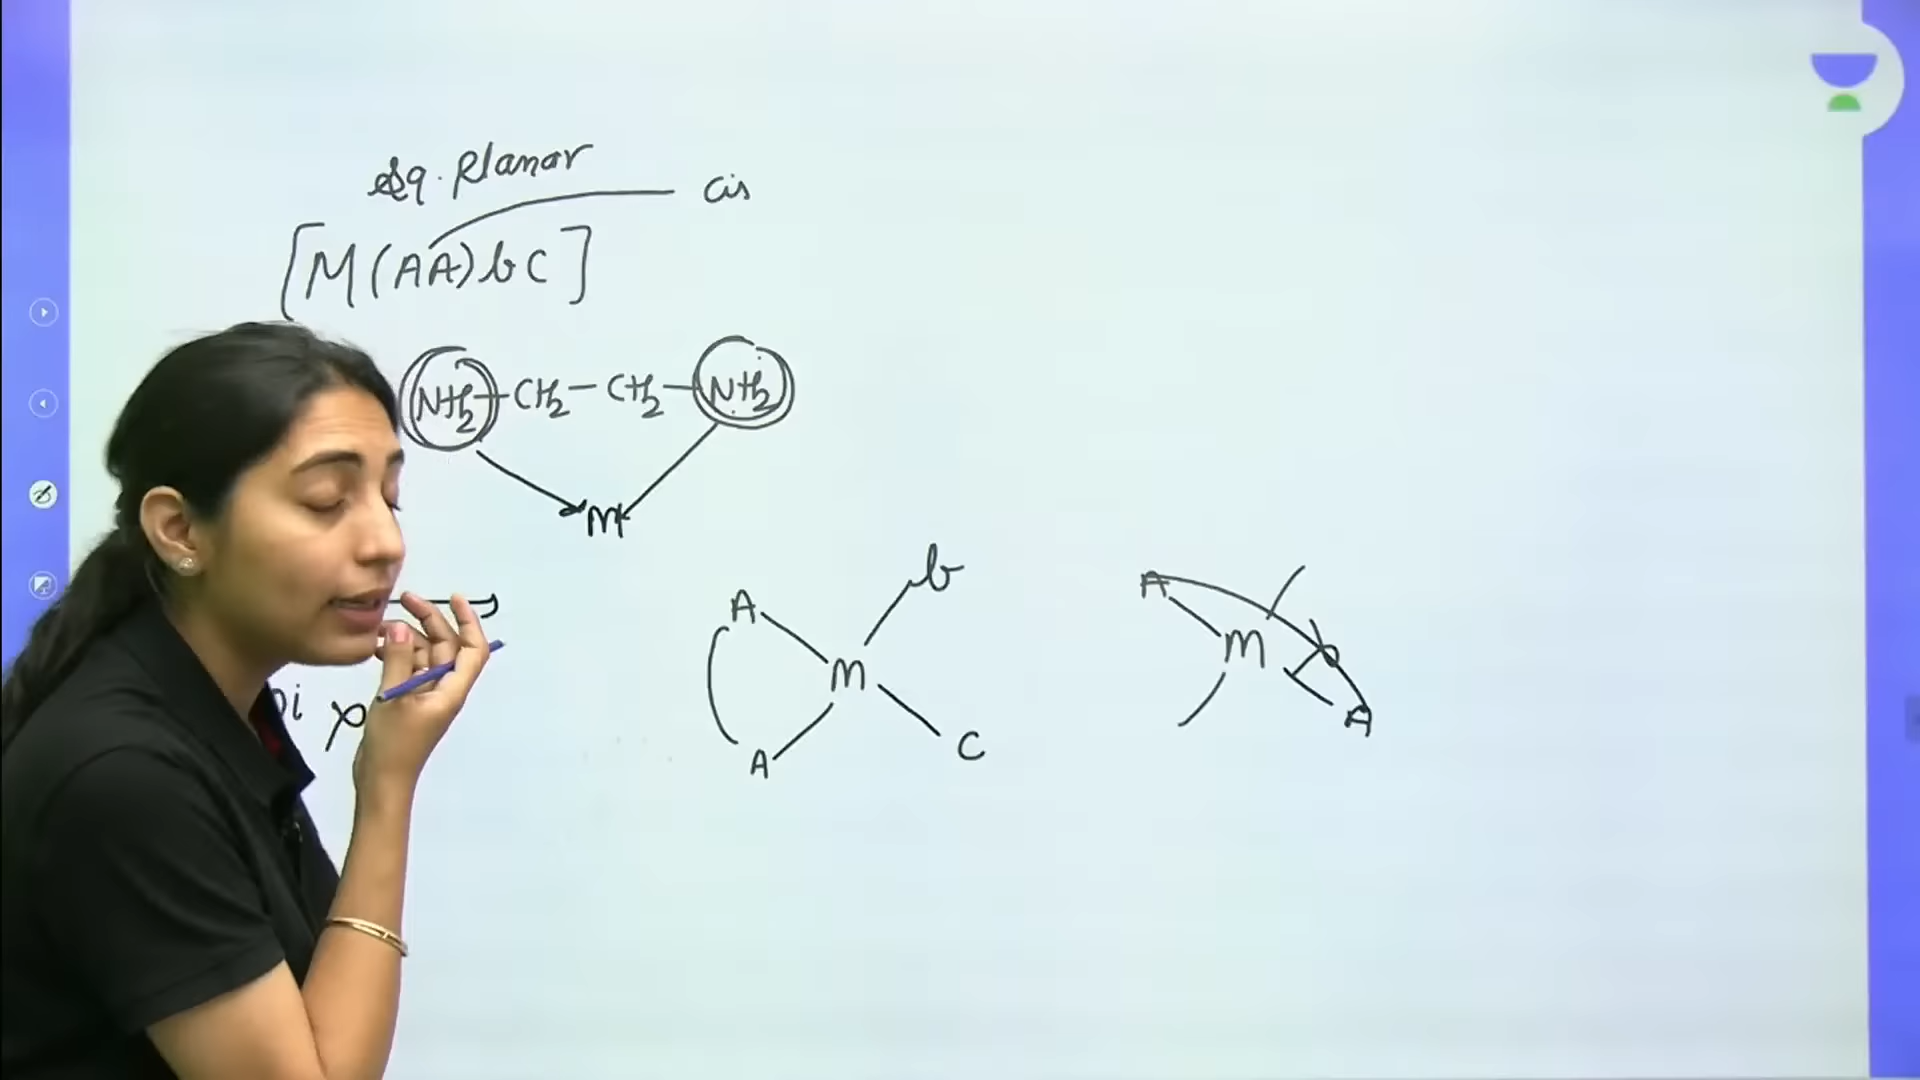 Sq. Planar
cis
[M(AA)bC]
NH2-CH2-CH2-NH2
M
A
b
M
A
C
A
M
A